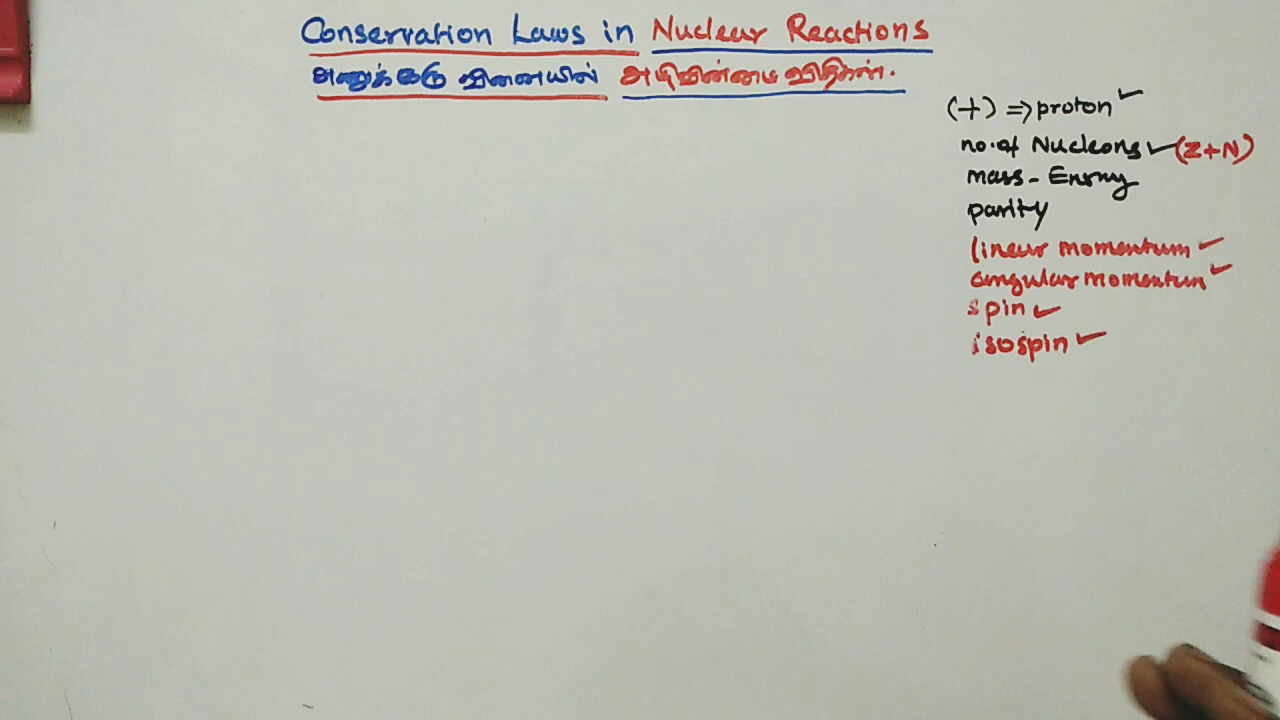 Conservation Laws in Nuclear Reactions
அணுக்கரு வினையில் அழிவின்மை விதிகள்.
(+) ⇒ proton ✓
no. of Nucleons ✓ (Z+N)
mass - Energy
parity
linear momentum ✓
angular momentum ✓
spin ✓
isospin ✓